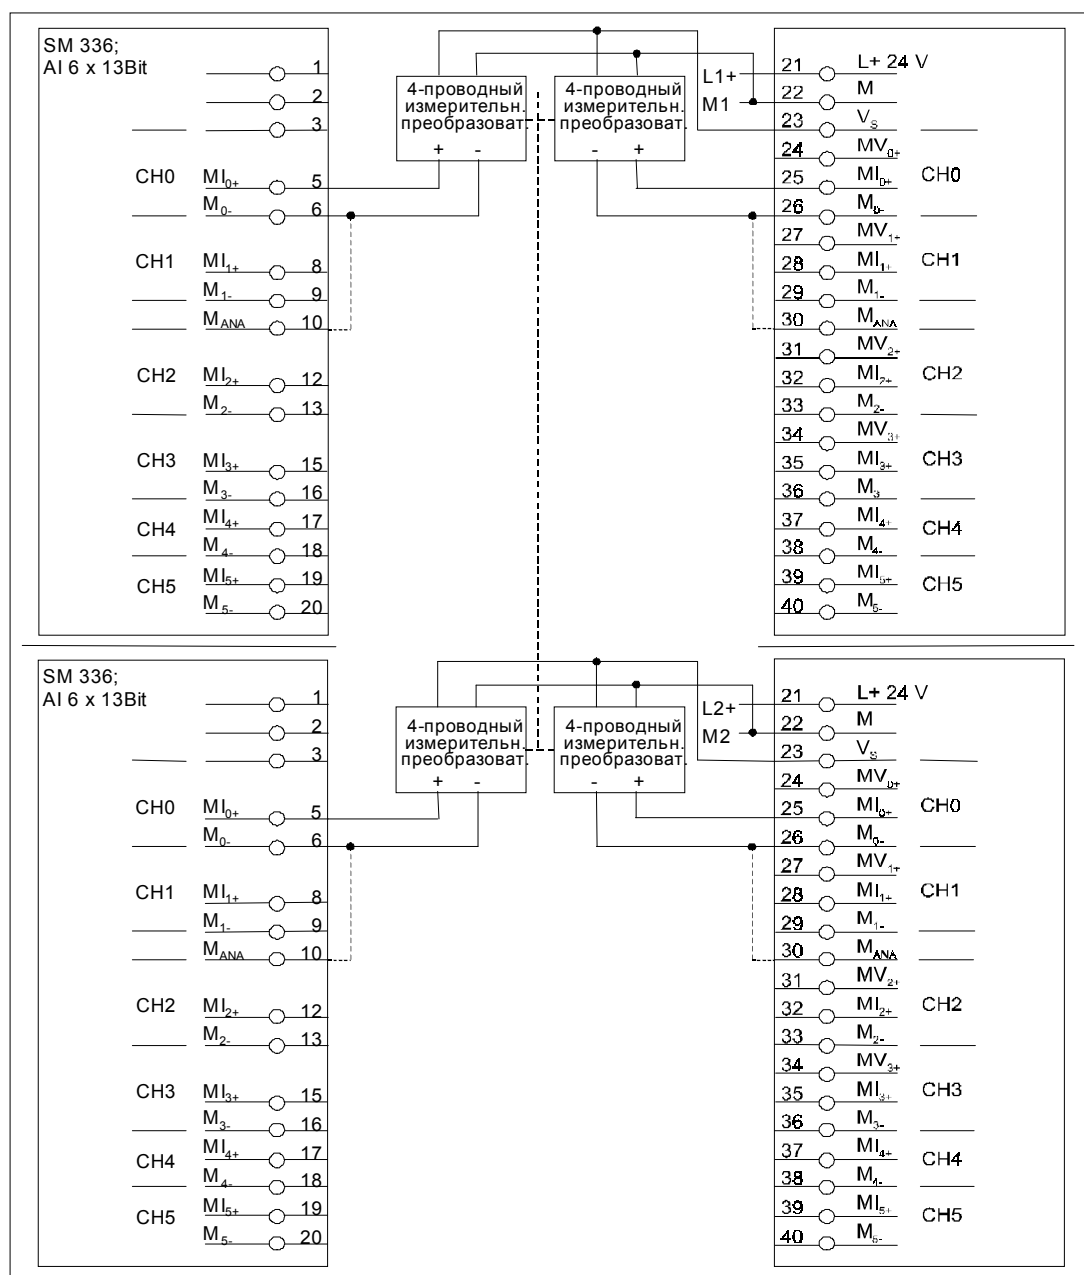 SM 336;
AI 6 x 13Bit
1
2
3
CH0 MI0+ 5
M0- 6
CH1 MI1+ 8
M1- 9
MANA 10
CH2 MI2+ 12
M2- 13
CH3 MI3+ 15
M3- 16
CH4 MI4+ 17
M4- 18
CH5 MI5+ 19
M5- 20
4-проводный
измерительн.
преобразоват.
+ -
4-проводный
измерительн.
преобразоват.
- +
L1+
M1
21 L+ 24 V
22 M
23 VS
24 MV0+
25 MI0+ CH0
26 M0-
27 MV1+
28 MI1+ CH1
29 M1-
30 MANA
31 MV2+
32 MI2+ CH2
33 M2-
34 MV3+
35 MI3+ CH3
36 M3
37 MI4+ CH4
38 M4-
39 MI5+ CH5
40 M5-
SM 336;
AI 6 x 13Bit
1
2
3
CH0 MI0+ 5
M0- 6
CH1 MI1+ 8
M1- 9
MANA 10
CH2 MI2+ 12
M2- 13
CH3 MI3+ 15
M3- 16
CH4 MI4+ 17
M4- 18
CH5 MI5+ 19
M5- 20
4-проводный
измерительн.
преобразоват.
+ -
4-проводный
измерительн.
преобразоват.
- +
L2+
M2
21 L+ 24 V
22 M
23 VS
24 MV0+
25 MI0+ CH0
26 M0-
27 MV1+
28 MI1+ CH1
29 M1-
30 MANA
31 MV2+
32 MI2+ CH2
33 M2-
34 MV3+
35 MI3+ CH3
36 M3-
37 MI4+ CH4
38 M4-
39 MI5+ CH5
40 M5-